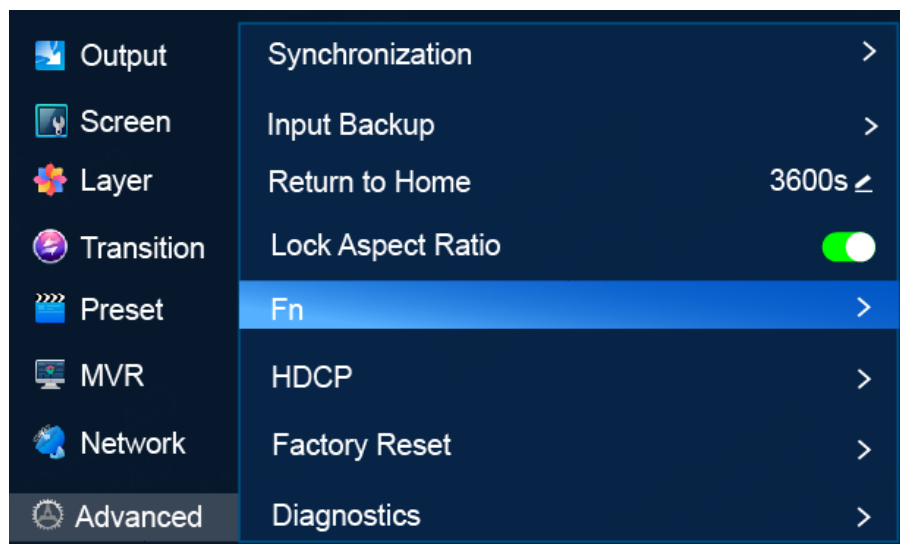 Output
Screen
Layer
Transition
Preset
MVR
Network
Advanced
Synchronization >
Input Backup >
Return to Home 3600s
Lock Aspect Ratio
Fn >
HDCP >
Factory Reset >
Diagnostics >